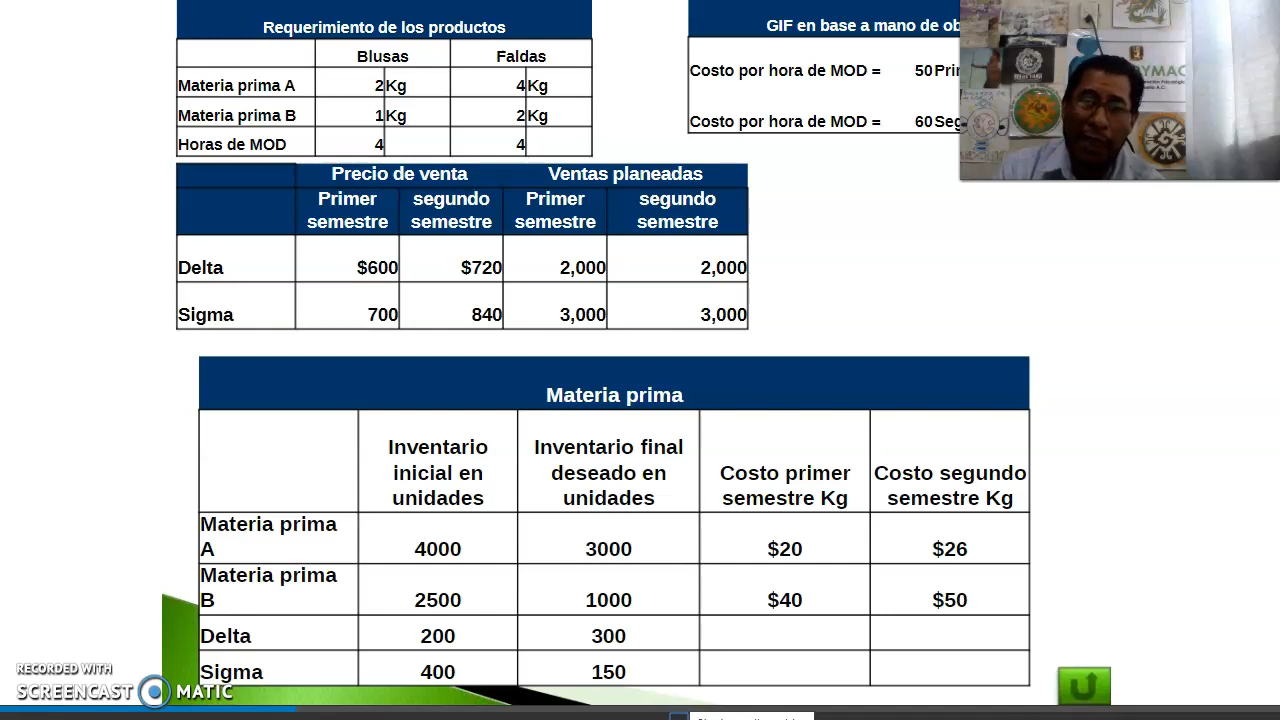 Requerimiento de los productos
Blusas Faldas
Materia prima A 2 Kg 4 Kg
Materia prima B 1 Kg 2 Kg
Horas de MOD 4 4
GIF en base a mano de ob
Costo por hora de MOD = 50 Prin
Costo por hora de MOD = 60 Seg
YMAC
Precio de venta Ventas planeadas
Primer semestre segundo semestre Primer semestre segundo semestre
Delta $600 $720 2,000 2,000
Sigma 700 840 3,000 3,000
Materia prima
Inventario inicial en unidades Inventario final deseado en unidades Costo primer semestre Kg Costo segundo semestre Kg
Materia prima A 4000 3000 $20 $26
Materia prima B 2500 1000 $40 $50
Delta 200 300
Sigma 400 150
RECORDED WITH
SCREENCAST MATIC